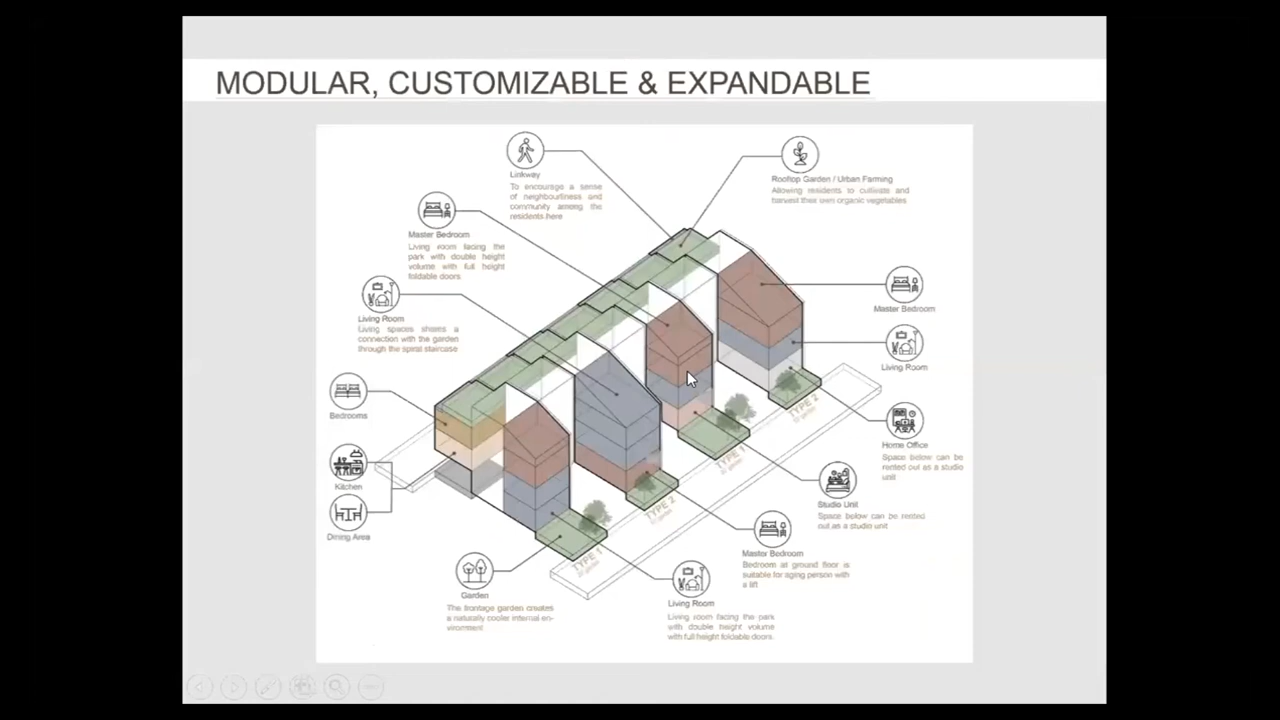 MODULAR, CUSTOMIZABLE & EXPANDABLE
Linkway
To encourage a sense
of neighbourliness and
community among the
residents here
Rooftop Garden / Urban Farming
Allowing residents to cultivate and
harvest their own organic vegetables
Master Bedroom
Living room facing the
park with double height
volume with full height
foldable doors
Living Room
Living spaces shares a
connection with the garden
through the spiral staircase
Bedrooms
Kitchen
Dining Area
Garden
The frontage garden creates
a naturally cooler internal en-
vironment
Master Bedroom
Living Room
Home Office
Space below can be
rented out as a studio
unit
Studio Unit
Space below can be rented
out as a studio unit
Master Bedroom
Bedroom at ground floor is
suitable for aging person with
a lift
Living Room
Living room facing the park
with double height volume
with full height foldable doors.
TYPE 1
TYPE 2
TYPE 1
TYPE 2